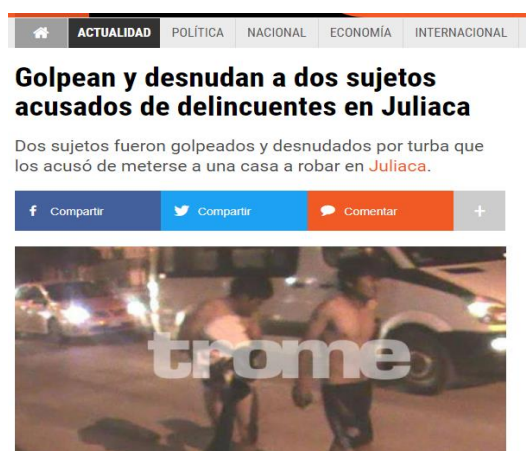 ACTUALIDAD POLÍTICA NACIONAL ECONOMÍA INTERNACIONAL
Golpean y desnudan a dos sujetos
acusados de delincuentes en Juliaca
Dos sujetos fueron golpeados y desnudados por turba que
los acusó de meterse a una casa a robar en Juliaca.
Compartir Compartir Comentar +
trome